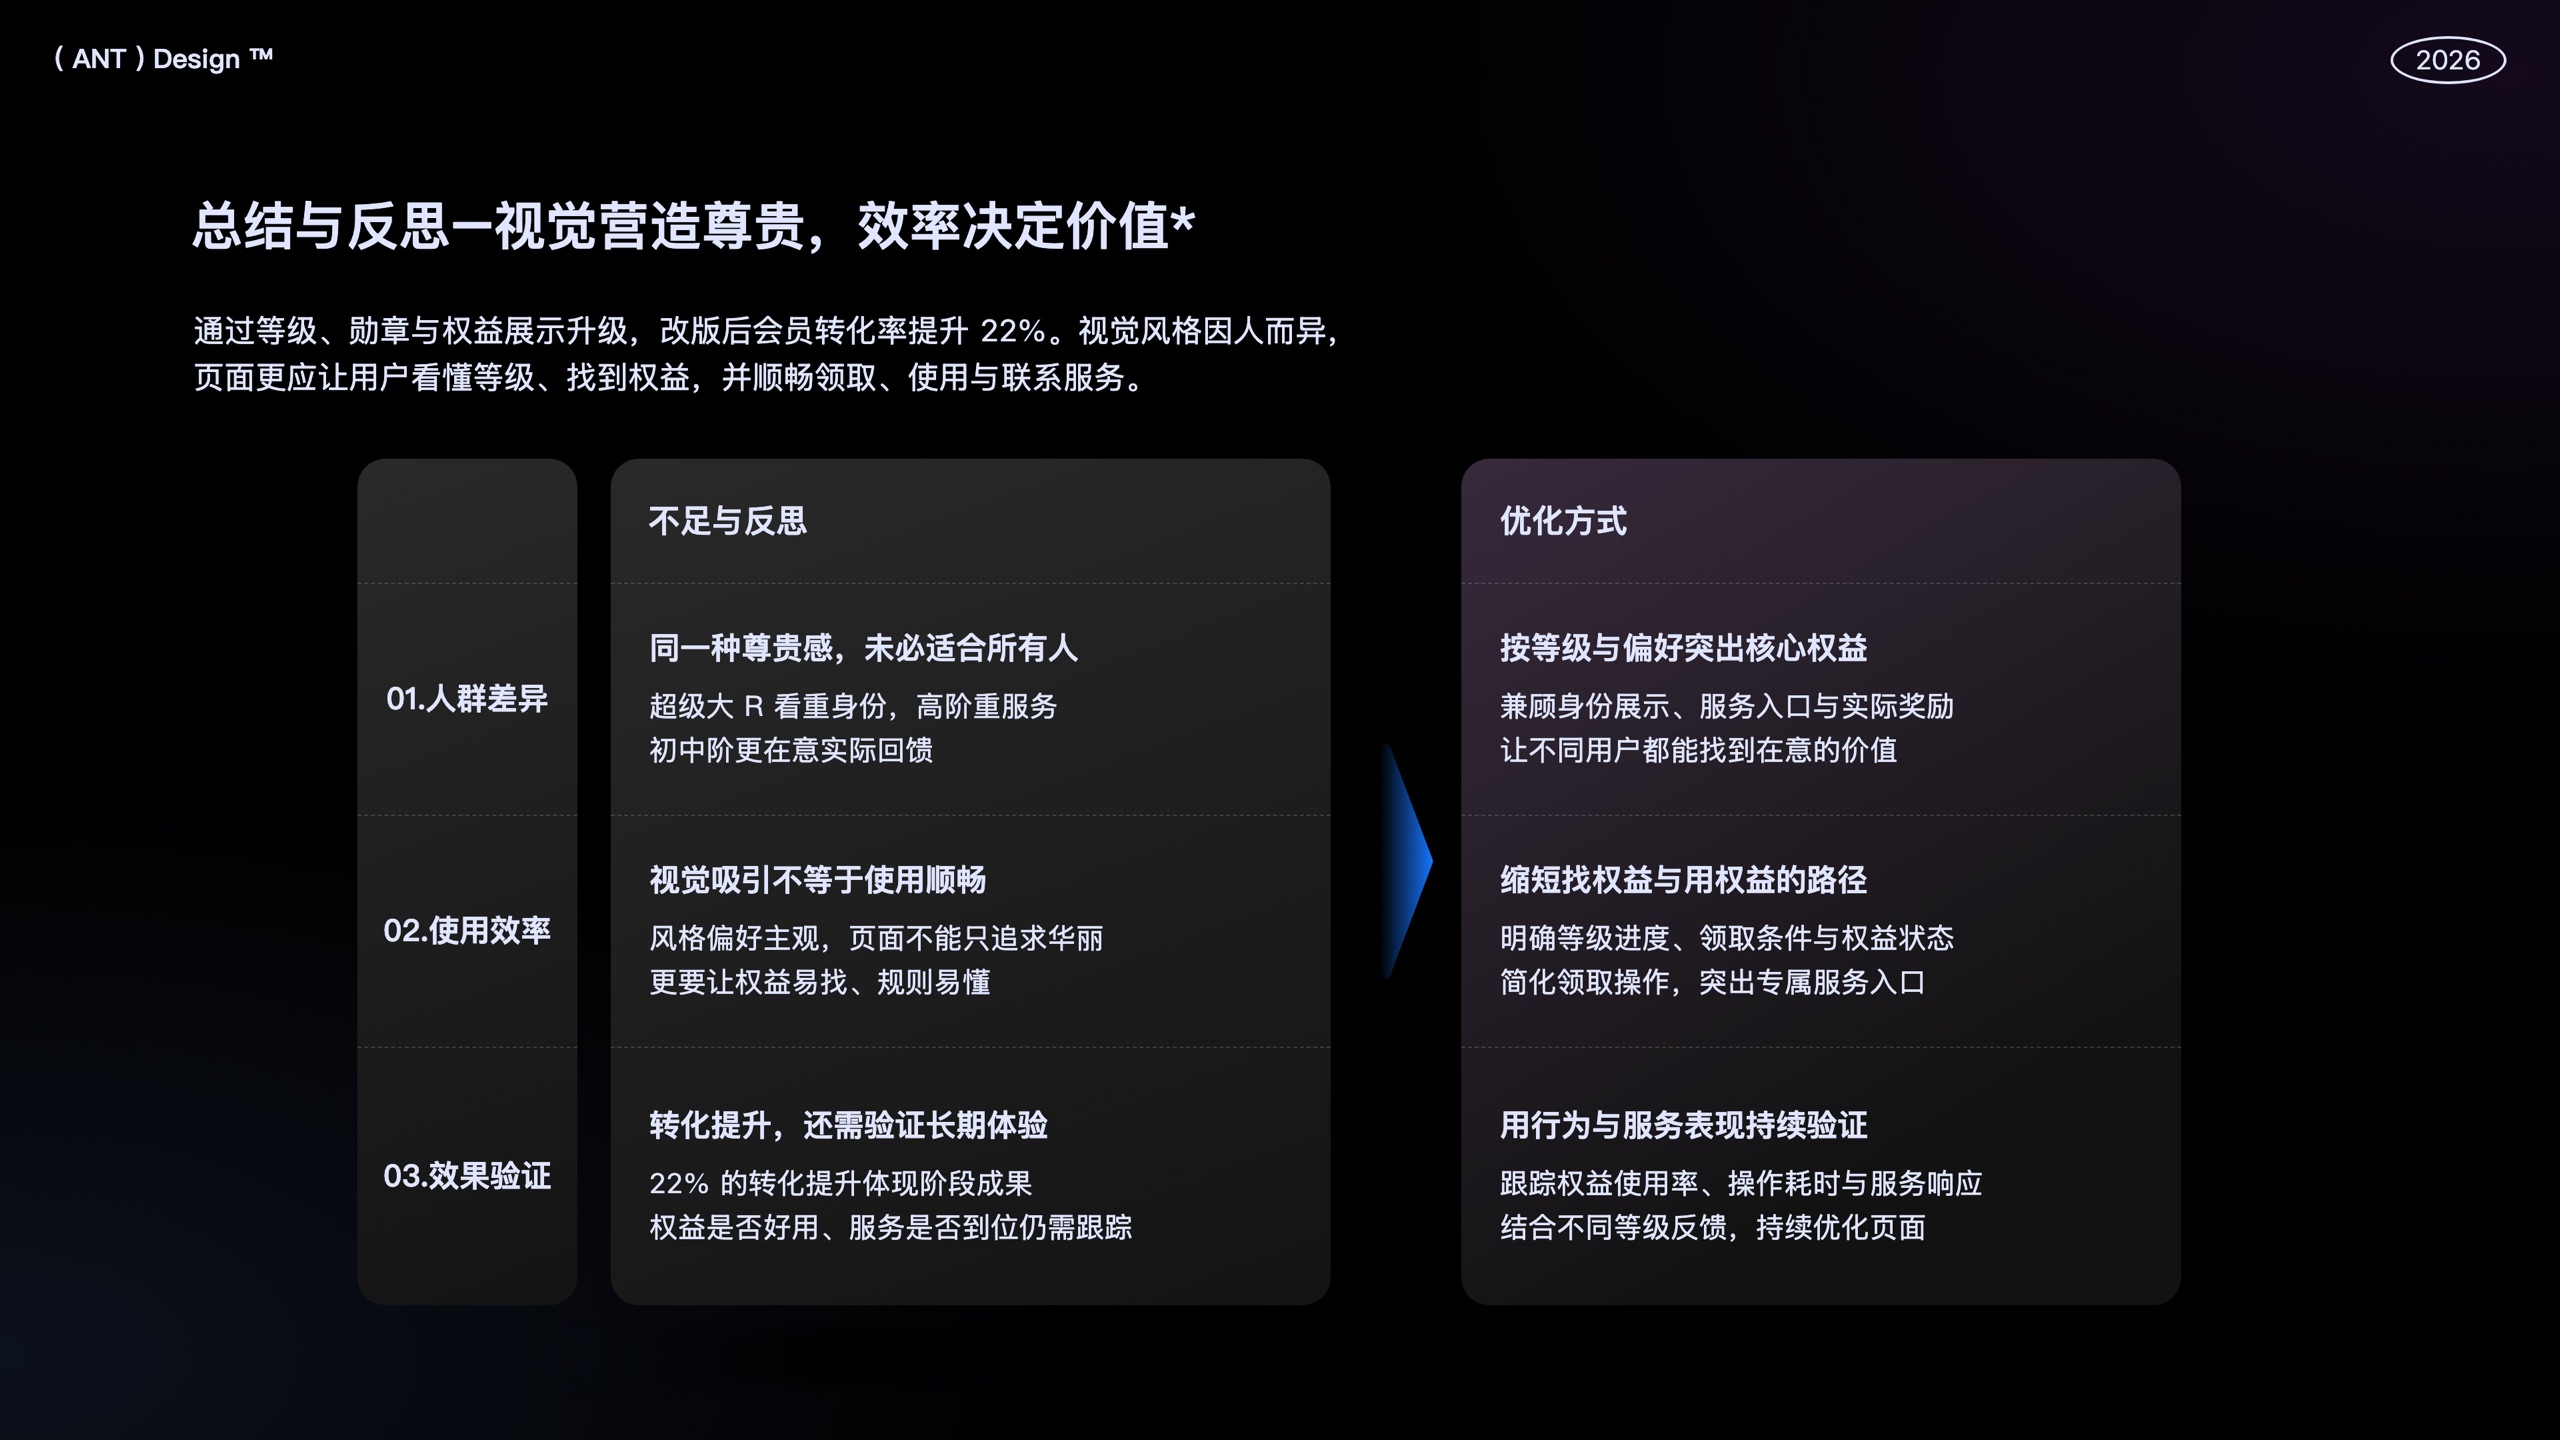 ( ANT ) Design ™
2026
总结与反思—视觉营造尊贵，效率决定价值*
通过等级、勋章与权益展示升级，改版后会员转化率提升 22%。视觉风格因人而异，
页面更应让用户看懂等级、找到权益，并顺畅领取、使用与联系服务。
不足与反思
优化方式
01.人群差异
同一种尊贵感，未必适合所有人
超级大 R 看重身份，高阶重服务
初中阶更在意实际回馈
按等级与偏好突出核心权益
兼顾身份展示、服务入口与实际奖励
让不同用户都能找到在意的价值
02.使用效率
视觉吸引不等于使用顺畅
风格偏好主观，页面不能只追求华丽
更要让权益易找、规则易懂
缩短找权益与用权益的路径
明确等级进度、领取条件与权益状态
简化领取操作，突出专属服务入口
03.效果验证
转化提升，还需验证长期体验
22% 的转化提升体现阶段成果
权益是否好用、服务是否到位仍需跟踪
用行为与服务表现持续验证
跟踪权益使用率、操作耗时与服务响应
结合不同等级反馈，持续优化页面